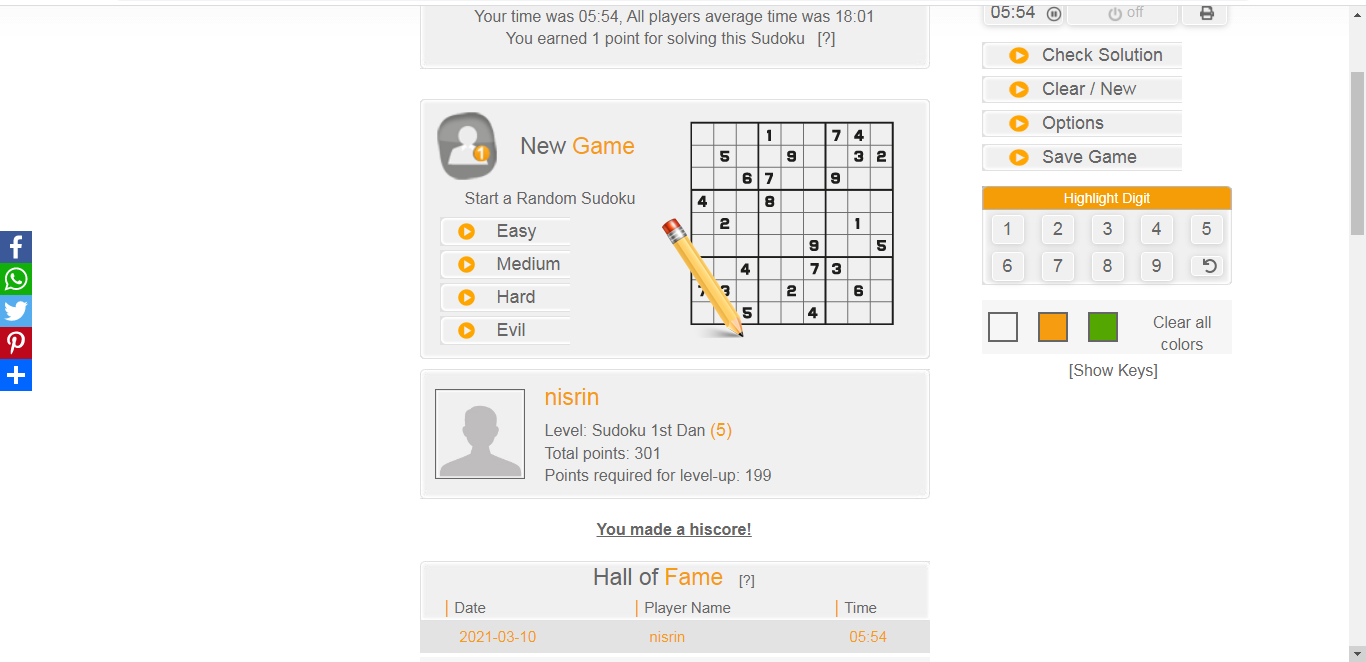 Your time was 05:54, All players average time was 18:01
You earned 1 point for solving this Sudoku [?]
New Game
1
Start a Random Sudoku
Easy
Medium
Hard
Evil
1 7 4
5 9 3 2
6 7 9
4 8
2 1
9 5
4 7 3
7 3 2 6
5 4
nisrin
Level: Sudoku 1st Dan (5)
Total points: 301
Points required for level-up: 199
You made a hiscore!
Hall of Fame [?]
Date Player Name Time
2021-03-10 nisrin 05:54
05:54 off
Check Solution
Clear / New
Options
Save Game
Highlight Digit
1 2 3 4 5
6 7 8 9
Clear all
colors
[Show Keys]